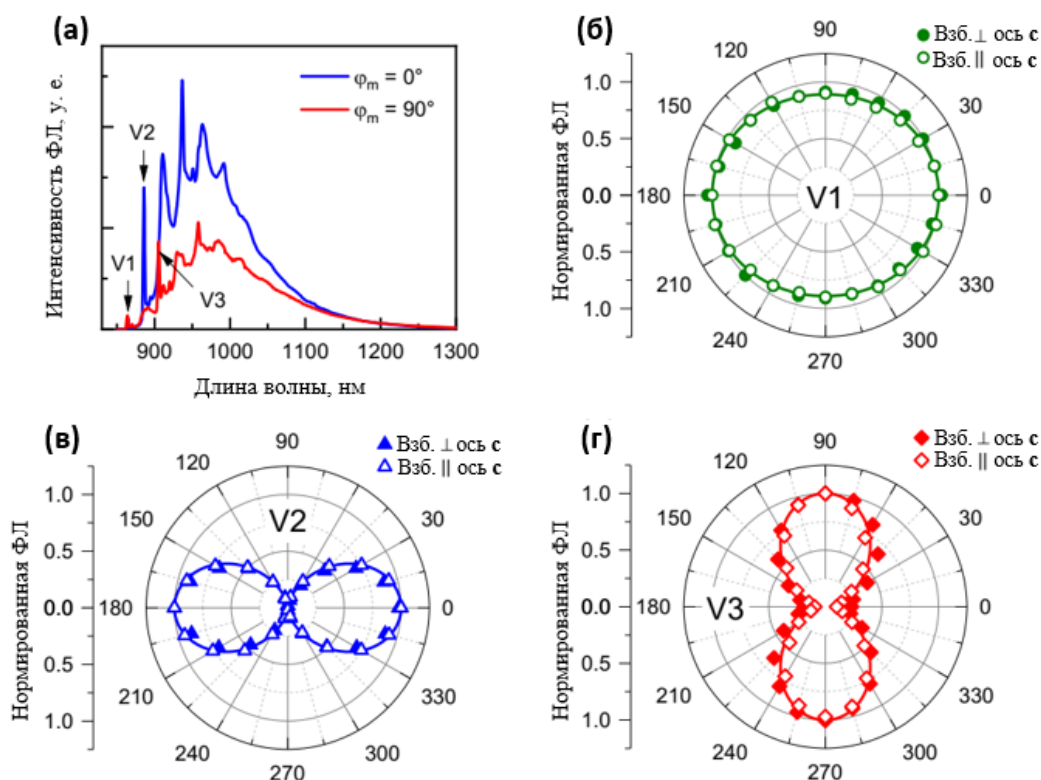 (а)
Интенсивность ФЛ, у. е.
φm = 0°
φm = 90°
V2
V1
V3
900 1000 1100 1200 1300
Длина волны, нм
(б)
Взб. ⊥ ось c
Взб. || ось c
Нормированная ФЛ
1.0
0.5
0.0
0.5
1.0
90
120
150
180
210
240
270
300
330
0
30
V1
(в)
Взб. ⊥ ось c
Взб. || ось c
Нормированная ФЛ
1.0
0.5
0.0
0.5
1.0
90
120
150
180
210
240
270
300
330
0
30
V2
(г)
Взб. ⊥ ось c
Взб. || ось c
Нормированная ФЛ
1.0
0.5
0.0
0.5
1.0
90
120
150
180
210
240
270
300
330
0
30
V3